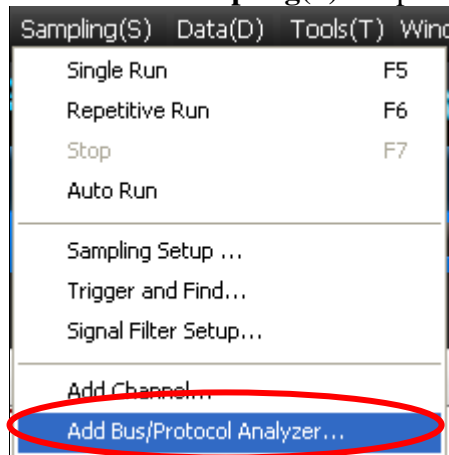 Sampling(S) Data(D) Tools(T)
Single Run F5
Repetitive Run F6
Stop F7
Auto Run
Sampling Setup ...
Trigger and Find...
Signal Filter Setup...
Add Channel...
Add Bus/Protocol Analyzer...